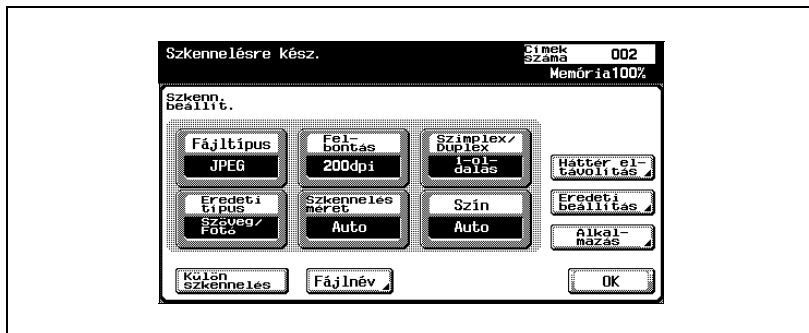 Szkennelésre kész.
Címek száma 002
Memória100%
Szkenn.
beállít.
Fájltípus
JPEG
Fel-
bontás
200dpi
Szimplex/
Duplex
1-ol-
dalas
Háttér el-
távolítás
Eredeti
típus
Szöveg/
Fotó
Szkennelés
méret
Auto
Szín
Auto
Eredeti
beállítás
Alkal-
mazás
Külön
szkennelés
Fájlnév
OK